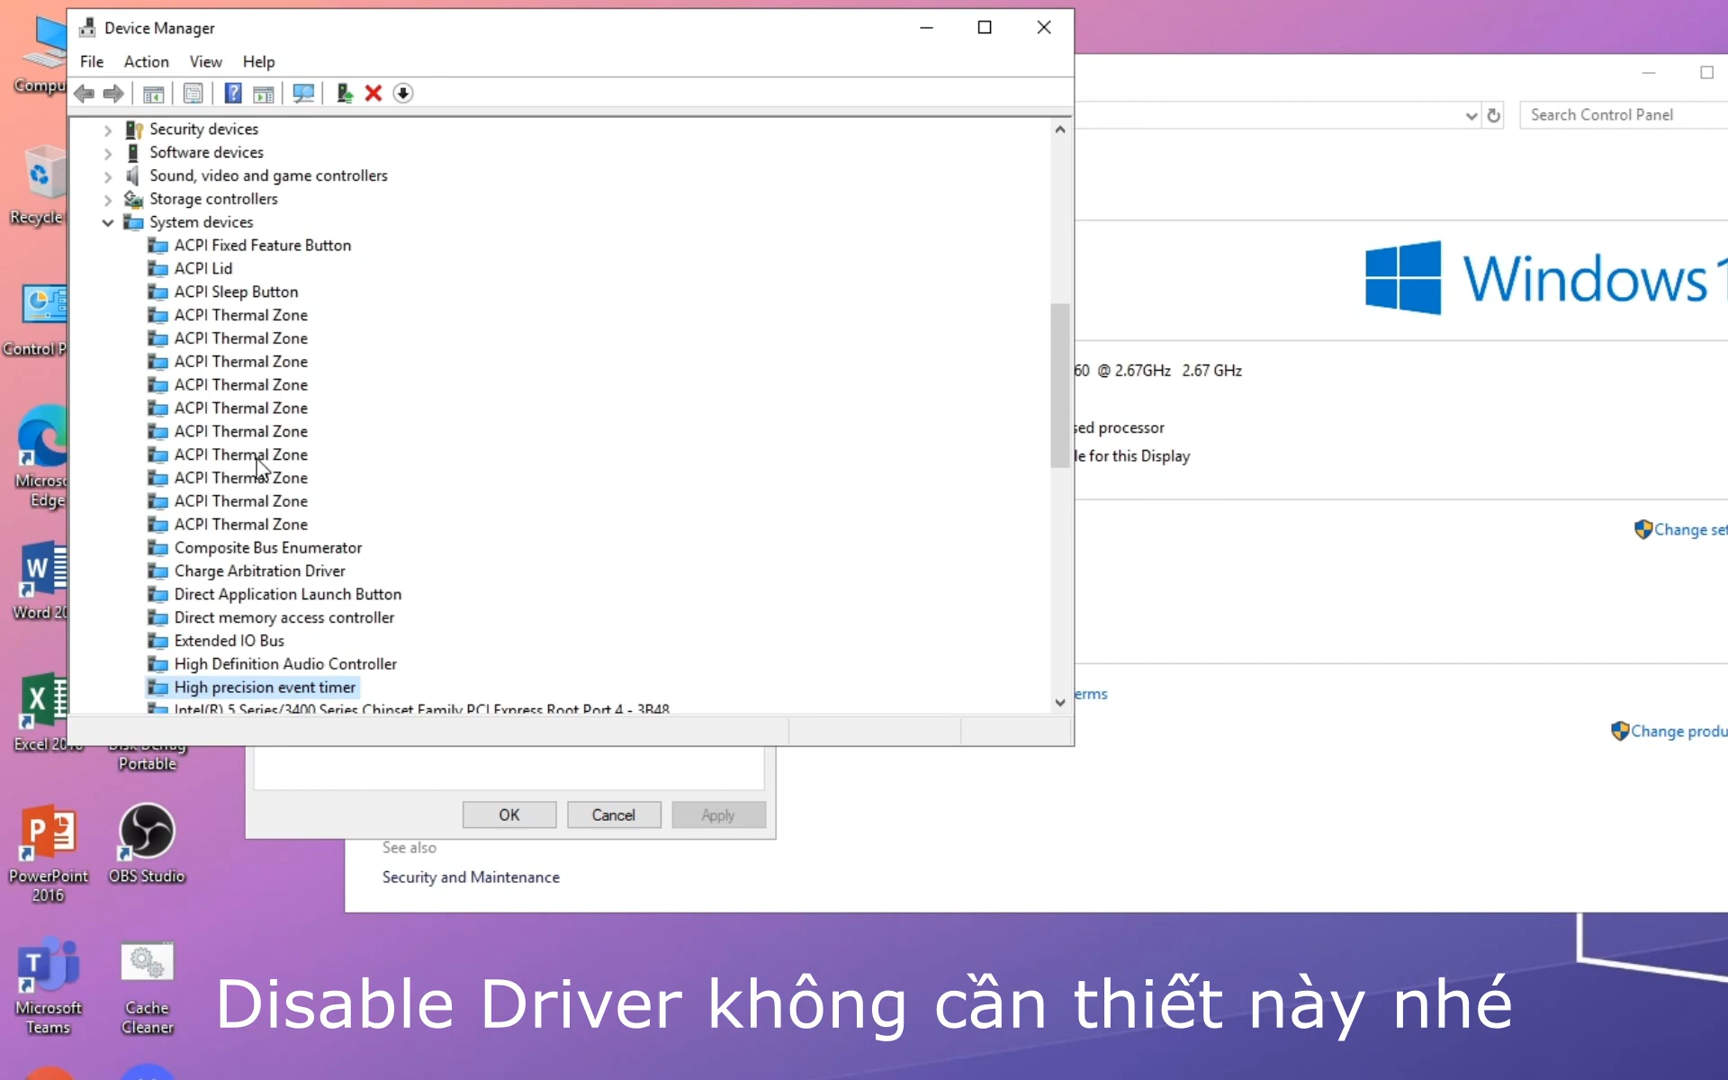 Device Manager
File Action View Help
Security devices
Software devices
Sound, video and game controllers
Storage controllers
System devices
ACPI Fixed Feature Button
ACPI Lid
ACPI Sleep Button
ACPI Thermal Zone
ACPI Thermal Zone
ACPI Thermal Zone
ACPI Thermal Zone
ACPI Thermal Zone
ACPI Thermal Zone
ACPI Thermal Zone
ACPI Thermal Zone
ACPI Thermal Zone
ACPI Thermal Zone
Composite Bus Enumerator
Charge Arbitration Driver
Direct Application Launch Button
Direct memory access controller
Extended IO Bus
High Definition Audio Controller
High precision event timer
Intel(R) 5 Series/3400 Series Chipset Family PCI Express Root Port 4 - 3B48
OK Cancel Apply
Search Control Panel
Windows 1
60 @ 2.67GHz 2.67 GHz
sed processor
le for this Display
Change set
erms
Change produ
See also
Security and Maintenance
Compu
Recycle
Control P
Micros
Edge
Word 20
Excel 20
Disk Defrag
Portable
PowerPoint
2016
OBS Studio
Microsoft
Teams
Cache
Cleaner
Disable Driver không cần thiết này nhé